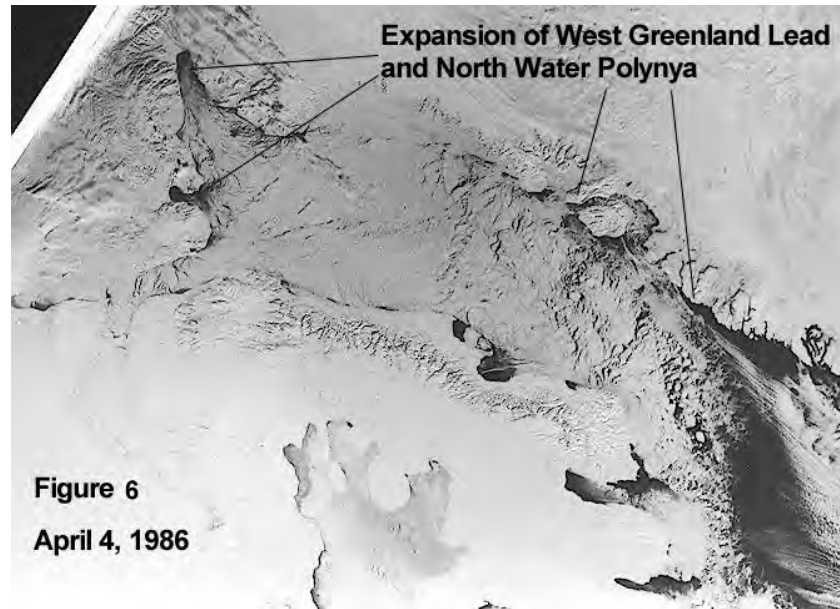 Expansion of West Greenland Lead
and North Water Polynya
Figure 6
April 4, 1986